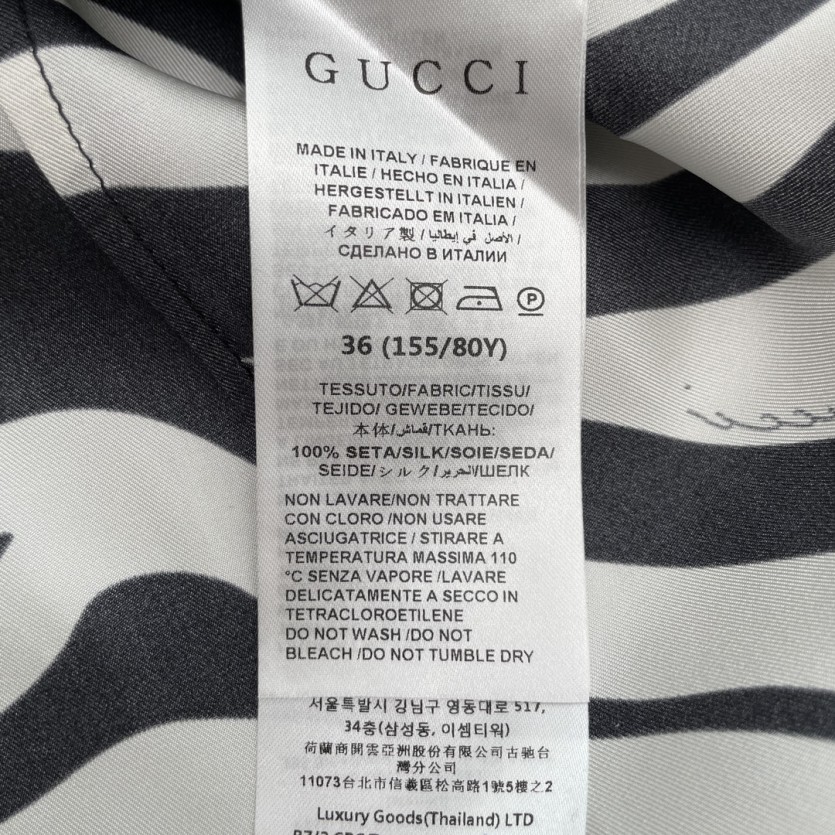 GUCCI
MADE IN ITALY / FABRIQUE EN
ITALIE / HECHO EN ITALIA /
HERGESTELLT IN ITALIEN /
FABRICADO EM ITALIA /
イタリア製 / الأصل في إيطاليا /
СДЕЛАНО В ИТАЛИИ
P
36 (155/80Y)
TESSUTO/FABRIC/TISSU/
TEJIDO/ GEWEBE/TECIDO/
本体/قماش/ТКАНЬ:
100% SETA/SILK/SOIE/SEDA/
SEIDE/シルク/الحرير/ШЕЛК
NON LAVARE/NON TRATTARE
CON CLORO /NON USARE
ASCIUGATRICE / STIRARE A
TEMPERATURA MASSIMA 110
°C SENZA VAPORE /LAVARE
DELICATAMENTE A SECCO IN
TETRACLOROETILENE
DO NOT WASH /DO NOT
BLEACH /DO NOT TUMBLE DRY
서울특발시 강남구 영동대로 517,
34층(삼성동, 이셈티워)
荷蘭商開雲亞洲股份有限公司古馳台
灣分公司
11073台北市信義區松高路1號5樓之2
Luxury Goods(Thailand) LTD